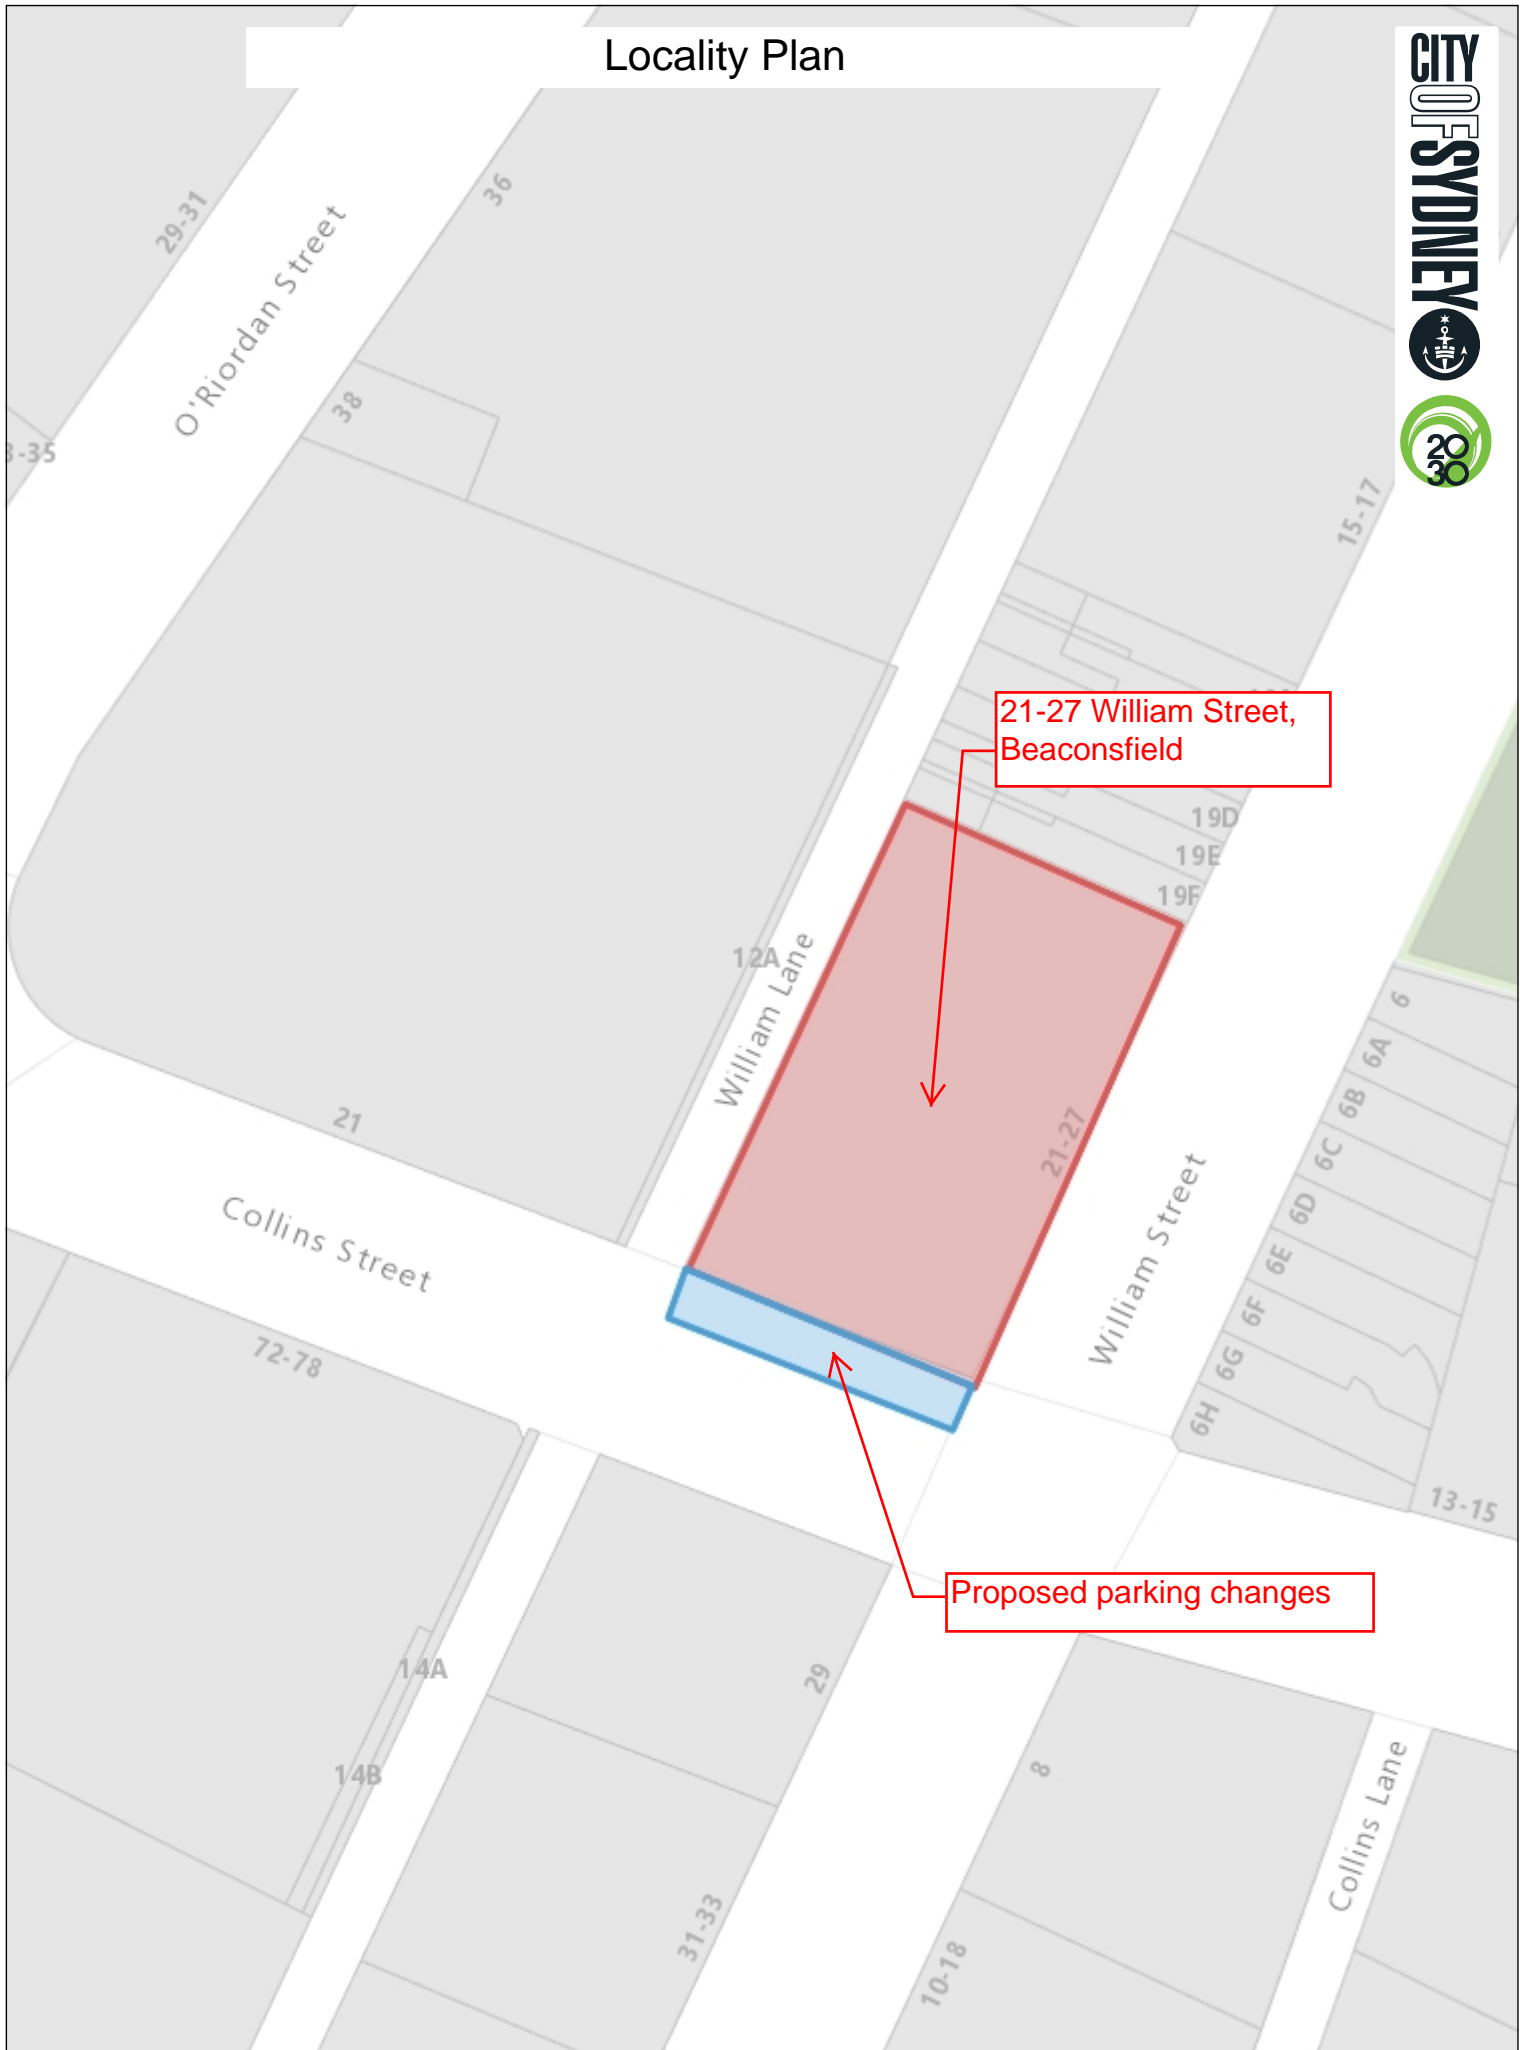 Locality Plan
CITY OF SYDNEY
2030
29-31
36
O'Riordan Street
38
3-35
15-17
21-27 William Street,
Beaconsfield
19D
19E
19F
12A
William Lane
6
6A
6B
6C
6D
6E
6F
6G
6H
21
21-27
William Street
Collins Street
72-78
13-15
Proposed parking changes
14A
29
14B
8
Collins Lane
31-33
10-18